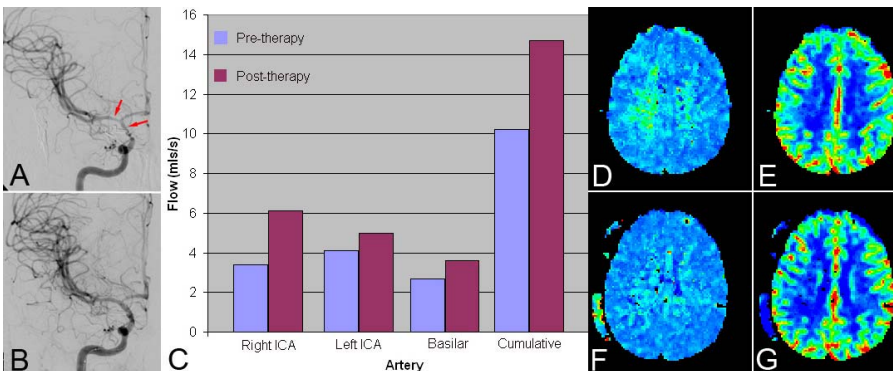 A
B
C
Flow (mls/s)
16
14
12
10
8
6
4
2
0
Pre-therapy
Post-therapy
Right ICA
Left ICA
Basilar
Cumulative
Artery
D
E
F
G